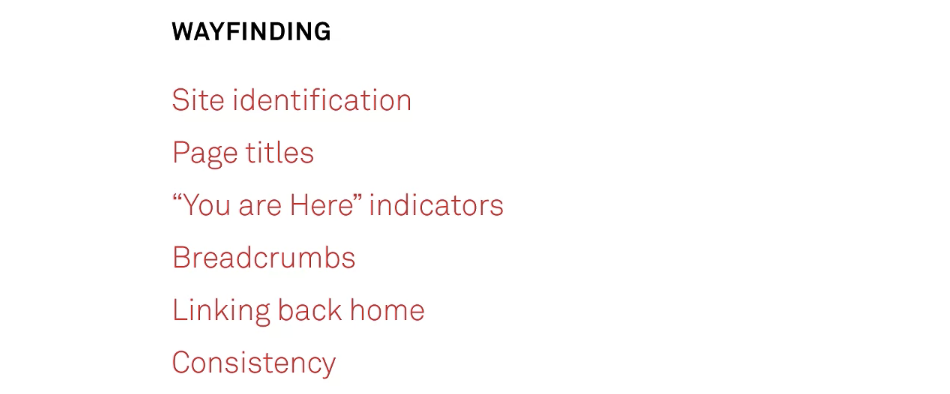 WAYFINDING
Site identification
Page titles
“You are Here” indicators
Breadcrumbs
Linking back home
Consistency